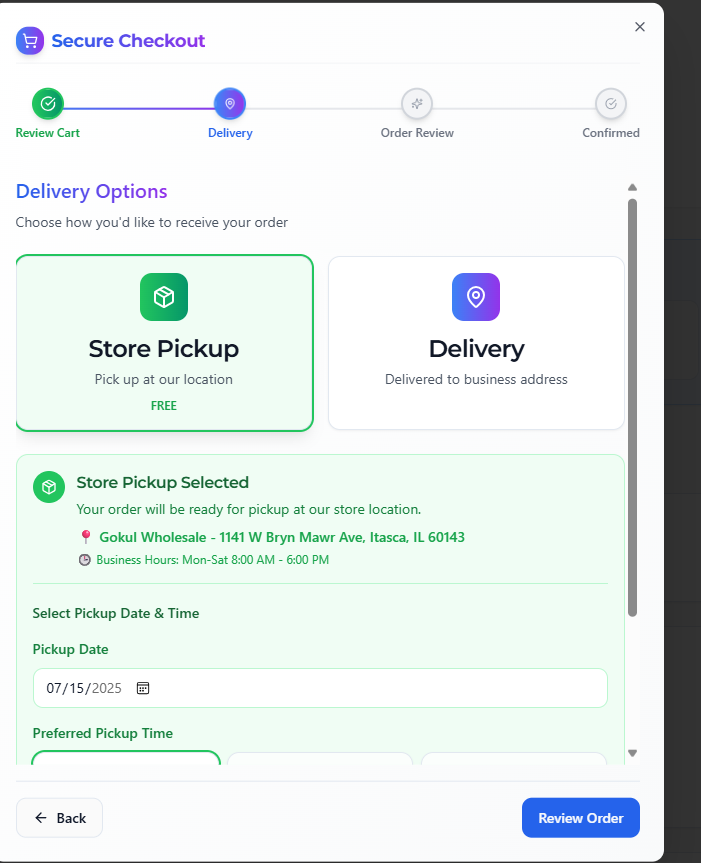 Secure Checkout
Review Cart
Delivery
Order Review
Confirmed
Delivery Options
Choose how you'd like to receive your order
Store Pickup
Pick up at our location
FREE
Delivery
Delivered to business address
Store Pickup Selected
Your order will be ready for pickup at our store location.
Gokul Wholesale - 1141 W Bryn Mawr Ave, Itasca, IL 60143
Business Hours: Mon-Sat 8:00 AM - 6:00 PM
Select Pickup Date & Time
Pickup Date
07/15/2025
Preferred Pickup Time
Back
Review Order